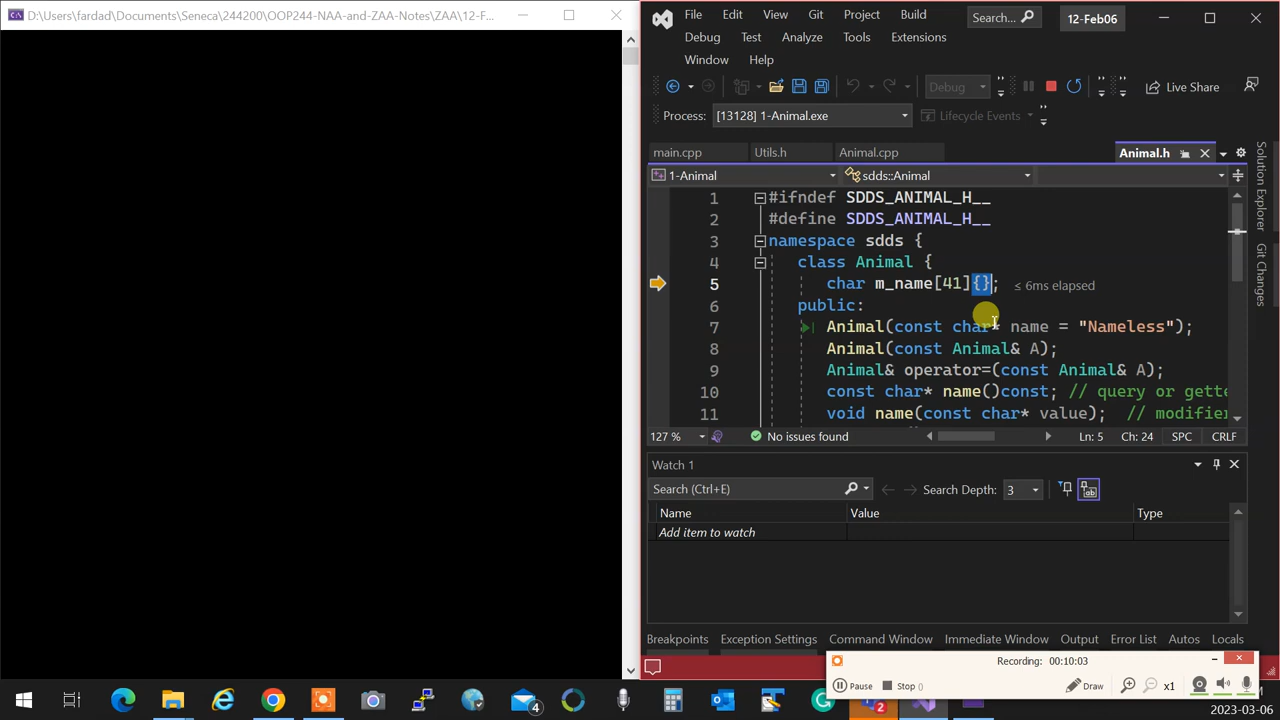 D:\Users\fardad\Documents\Seneca\244200\OOP244-NAA-and-ZAA-Notes\ZAA\12-F...
File Edit View Git Project Build
Search...
12-Feb06
Debug Test Analyze Tools Extensions
Window Help
Debug
Live Share
Process: [13128] 1-Animal.exe
Lifecycle Events
main.cpp Utils.h Animal.cpp Animal.h
1-Animal
sdds::Animal
1 #ifndef SDDS_ANIMAL_H__
2 #define SDDS_ANIMAL_H__
3 namespace sdds {
4 class Animal {
5 char m_name[41]{}; ≤ 6ms elapsed
6 public:
7 Animal(const char* name = "Nameless");
8 Animal(const Animal& A);
9 Animal& operator=(const Animal& A);
10 const char* name()const; // query or gette
11 void name(const char* value); // modifier
127 % No issues found Ln: 5 Ch: 24 SPC CRLF
Watch 1
Search (Ctrl+E) Search Depth: 3
Name Value Type
Add item to watch
Breakpoints Exception Settings Command Window Immediate Window Output Error List Autos Locals
Solution Explorer
Git Changes
Recording: 00:10:03
Pause Stop () Draw x1
4
2
2023-03-06